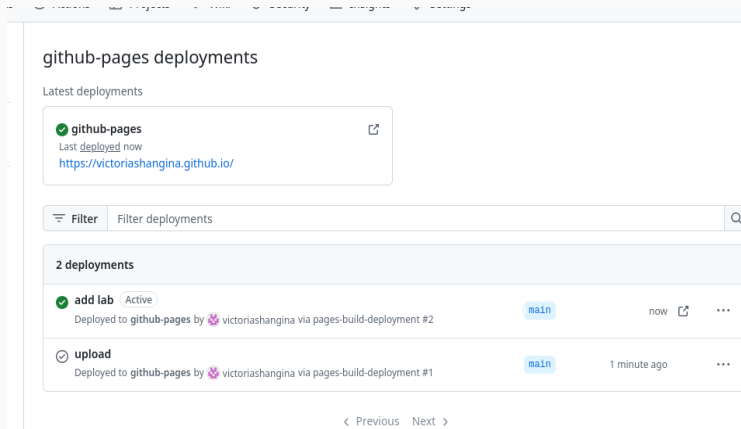 github-pages deployments
Latest deployments
github-pages
Last deployed now
https://victoriashangina.github.io/
Filter
Filter deployments
2 deployments
add lab Active
Deployed to github-pages by victoriashangina via pages-build-deployment #2
main
now
upload
Deployed to github-pages by victoriashangina via pages-build-deployment #1
main
1 minute ago
Previous Next